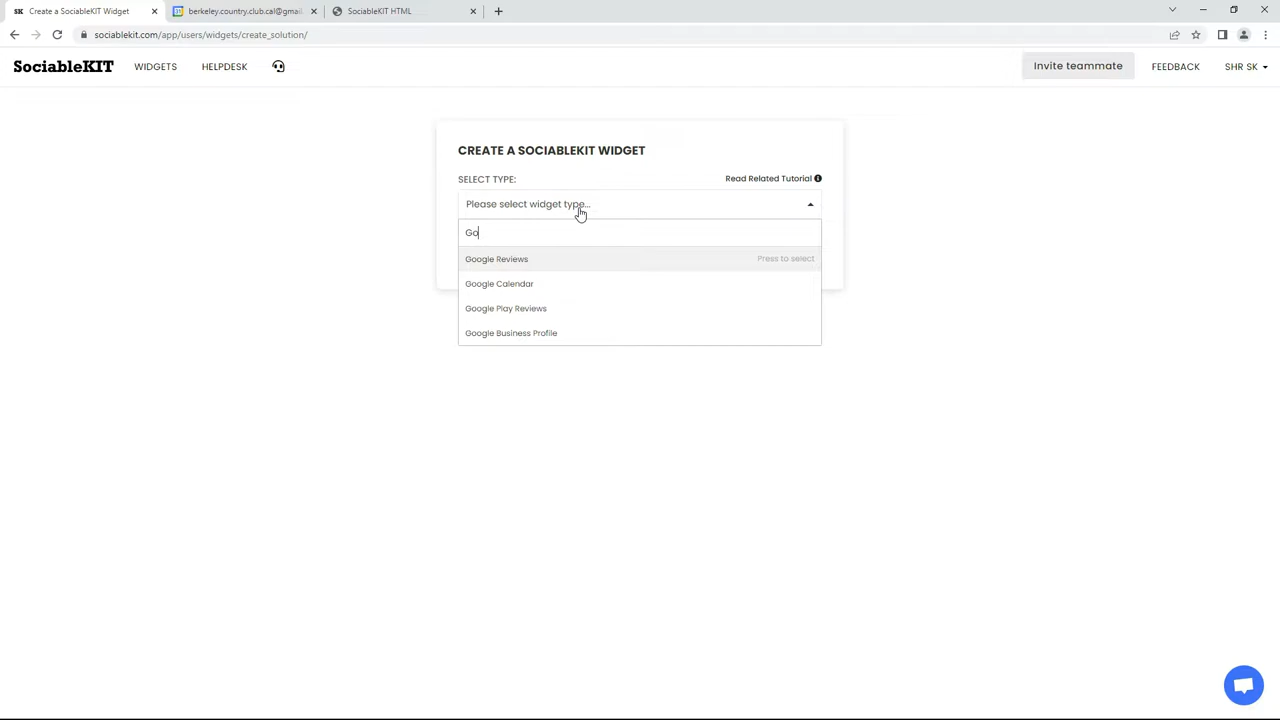 Create a SociableKIT Widget
berkeley.country.club.cal@gmail.
SociableKIT HTML
sociablekit.com/app/users/widgets/create_solution/
SociableKIT
WIDGETS
HELPDESK
Invite teammate
FEEDBACK
SHR SK
CREATE A SOCIABLEKIT WIDGET
SELECT TYPE:
Read Related Tutorial
Please select widget type...
Go
Google Reviews
Press to select
Google Calendar
Google Play Reviews
Google Business Profile